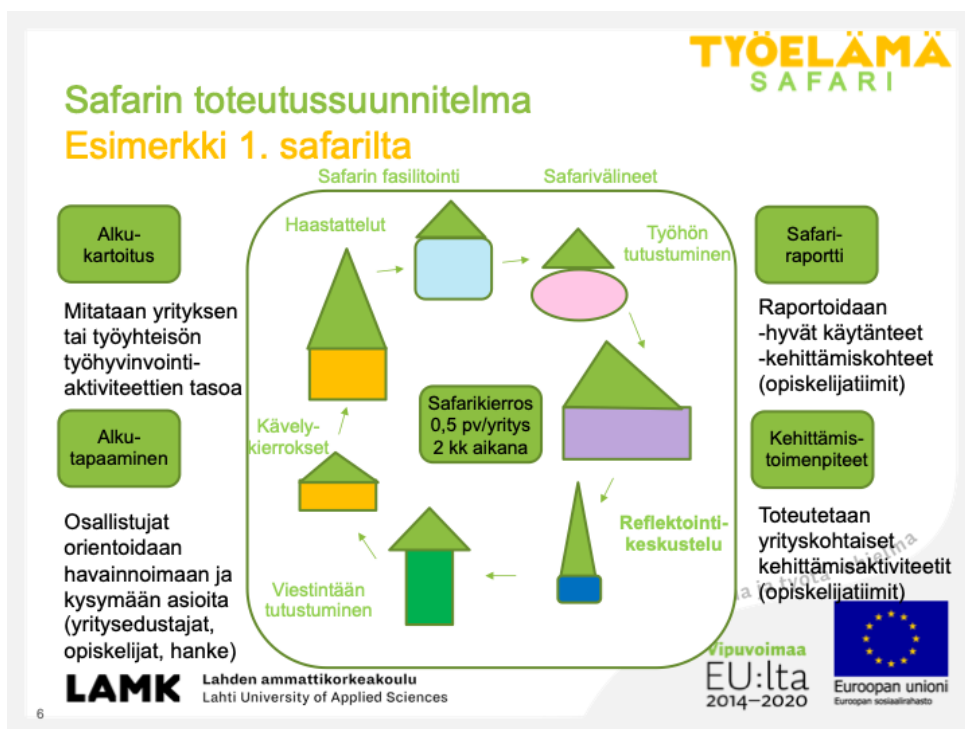 TYÖELÄMÄ
SAFARI
Safarin toteutussuunnitelma
Esimerkki 1. safarilta
Safarin fasilitointi
Safarivälineet
Haastattelut
Työhön
tutustuminen
Alku-
kartoitus
Mitataan yrityksen
tai työyhteisön
työhyvinvointi-
aktiviteettien tasoa
Alku-
tapaaminen
Osallistujat
orientoidaan
havainnoimaan ja
kysymään asioita
(yritysedustajat,
opiskelijat, hanke)
Kävely-
kierrokset
Safarikierros
0,5 pv/yritys
2 kk aikana
Viestintään
tutustuminen
Reflektointi-
keskustelu
Safari-
raportti
Raportoidaan
-hyvät käytänteet
-kehittämiskohteet
(opiskelijatiimit)
Kehittämis-
toimenpiteet
Toteutetaan
yrityskohtaiset
kehittämisaktiviteetit
(opiskelijatiimit)
ja työtä
Vipuvoimaa
EU:lta
2014–2020
Euroopan unioni
Euroopan sosiaalirahasto
LAMK
Lahden ammattikorkeakoulu
Lahti University of Applied Sciences
6